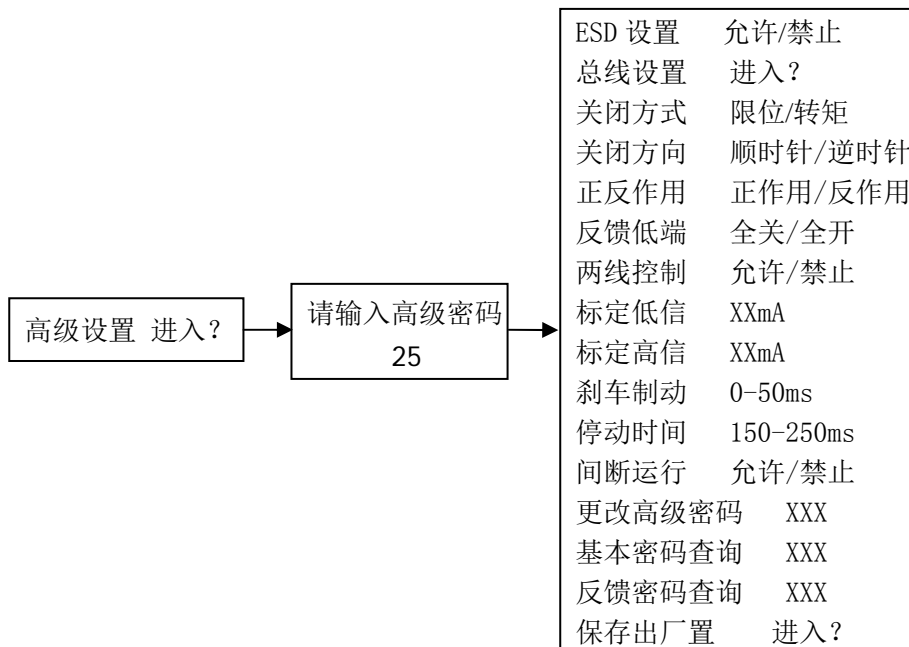 高级设置 进入?
请输入高级密码
25
ESD 设置 允许/禁止
总线设置 进入?
关闭方式 限位/转矩
关闭方向 顺时针/逆时针
正反作用 正作用/反作用
反馈低端 全关/全开
两线控制 允许/禁止
标定低信 XXmA
标定高信 XXmA
刹车制动 0-50ms
停动时间 150-250ms
间断运行 允许/禁止
更改高级密码 XXX
基本密码查询 XXX
反馈密码查询 XXX
保存出厂置 进入?